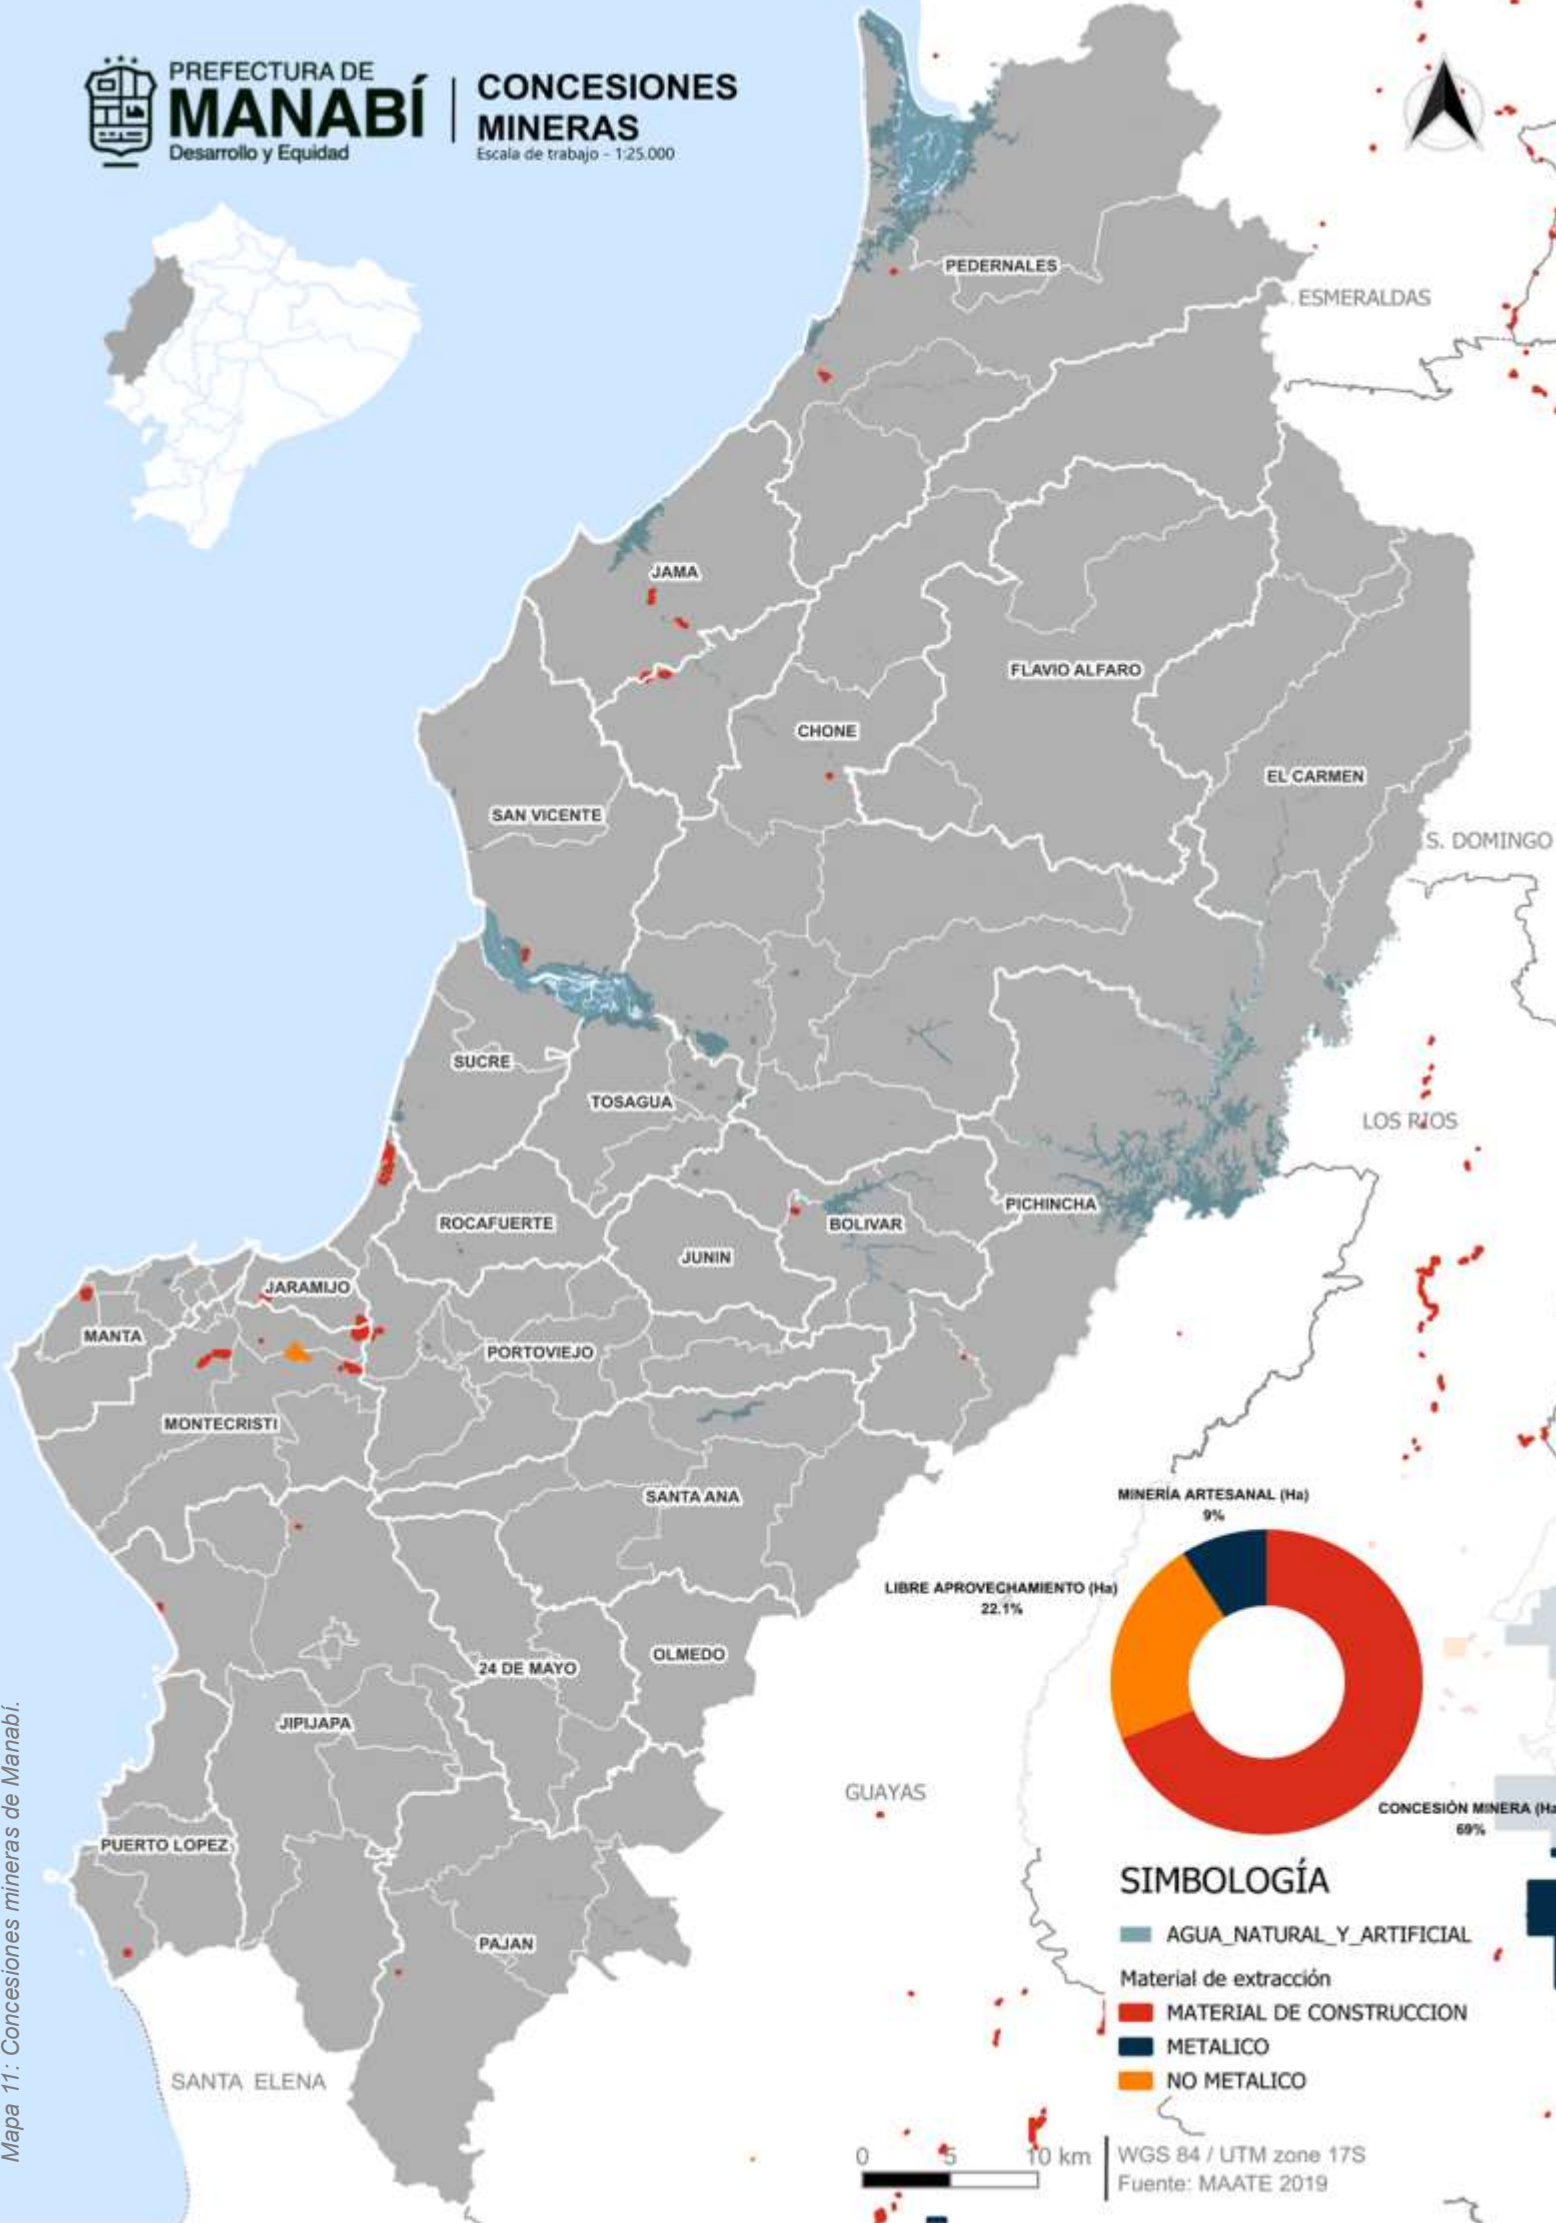 PREFECTURA DE
MANABÍ
Desarrollo y Equidad
CONCESIONES
MINERAS
Escala de trabajo - 1:25.000
PEDERNALES
ESMERALDAS
JAMA
FLAVIO ALFARO
CHONE
EL CARMEN
SAN VICENTE
S. DOMINGO
SUCRE
TOSAGUA
LOS RIOS
PICHINCHA
ROCAFUERTE
BOLIVAR
JUNIN
JARAMIJO
MANTA
PORTOVIEJO
MONTECRISTI
SANTA ANA
OLMEDO
24 DE MAYO
JIPIJAPA
GUAYAS
PUERTO LOPEZ
PAJAN
SANTA ELENA
MINERÍA ARTESANAL (Ha)
9%
LIBRE APROVECHAMIENTO (Ha)
22.1%
CONCESIÓN MINERA (Ha
69%
SIMBOLOGÍA
AGUA_NATURAL_Y_ARTIFICIAL
Material de extracción
MATERIAL DE CONSTRUCCION
METALICO
NO METALICO
0 5 10 km
WGS 84 / UTM zone 17S
Fuente: MAATE 2019
Mapa 11: Concesiones mineras de Manabí.